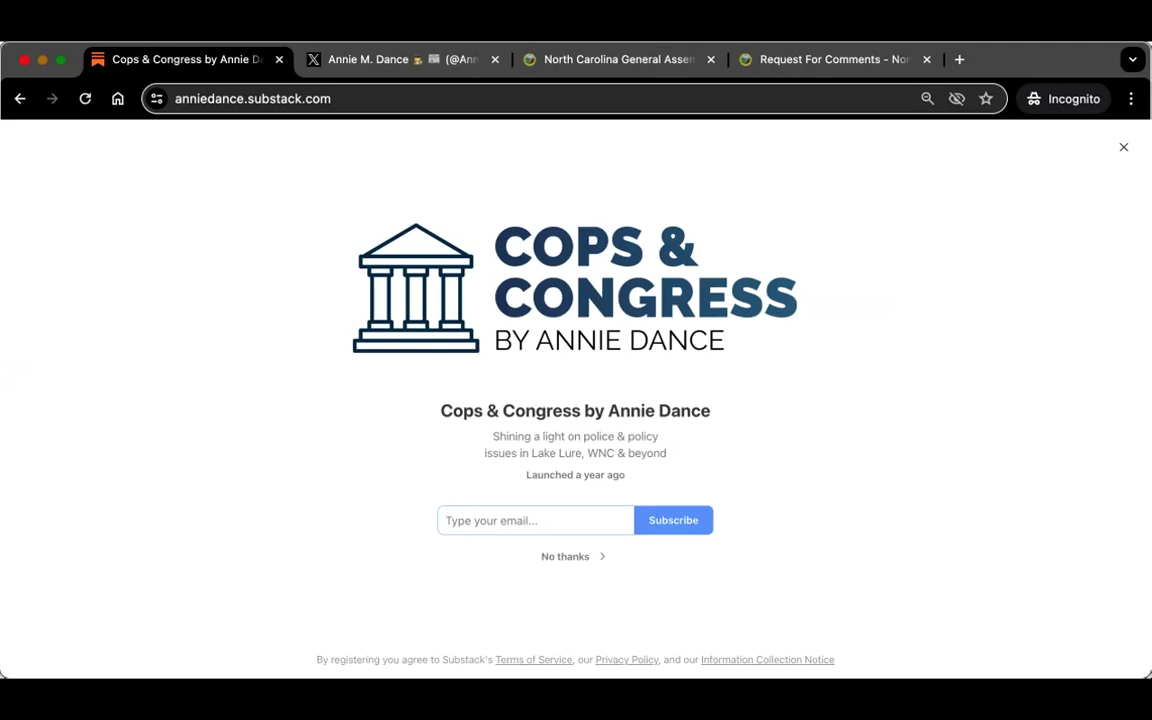 Cops & Congress by Annie Da
Annie M. Dance
(@Ann
North Carolina General Assen
Request For Comments - Nor
anniedance.substack.com
Incognito
COPS &
CONGRESS
BY ANNIE DANCE
Cops & Congress by Annie Dance
Shining a light on police & policy
issues in Lake Lure, WNC & beyond
Launched a year ago
Type your email...
Subscribe
No thanks
By registering you agree to Substack's Terms of Service, our Privacy Policy, and our Information Collection Notice